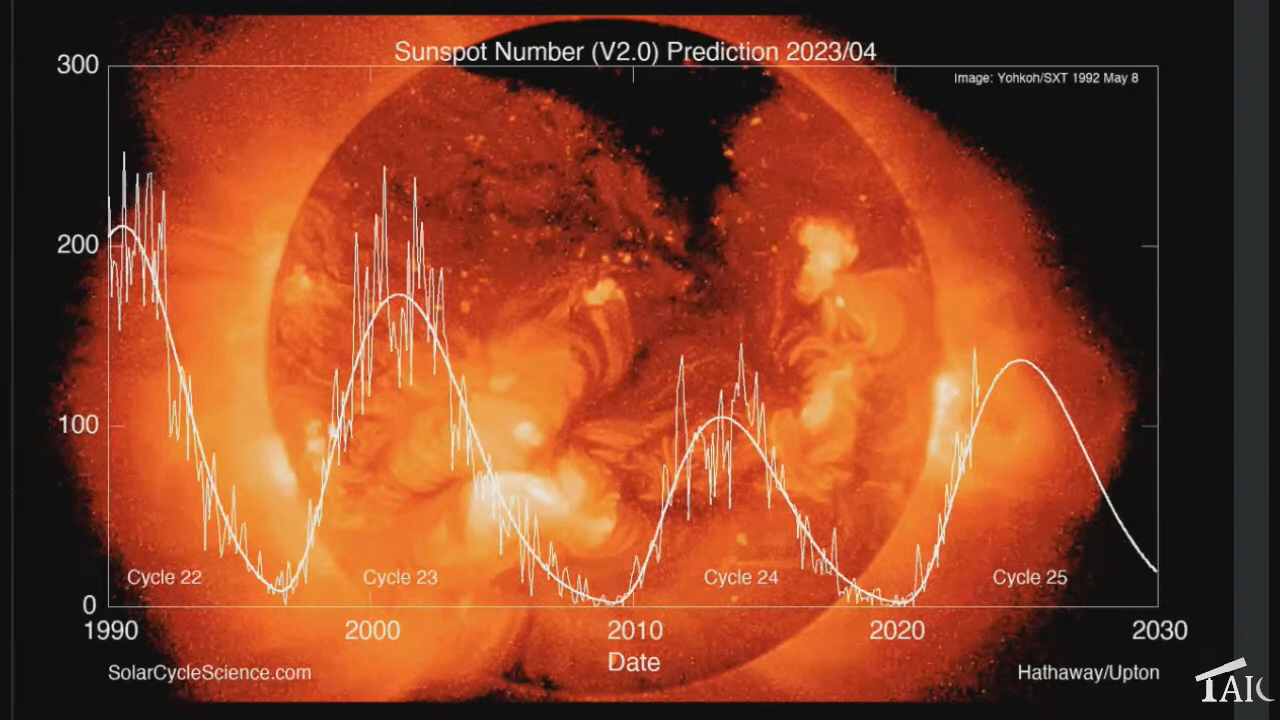 Sunspot Number (V2.0) Prediction 2023/04
300
Image: Yohkoh/SXT 1992 May 8
200
100
Cycle 22
Cycle 23
Cycle 24
Cycle 25
0
1990
2000
2010
2020
2030
Date
SolarCycleScience.com
Hathaway/Upton